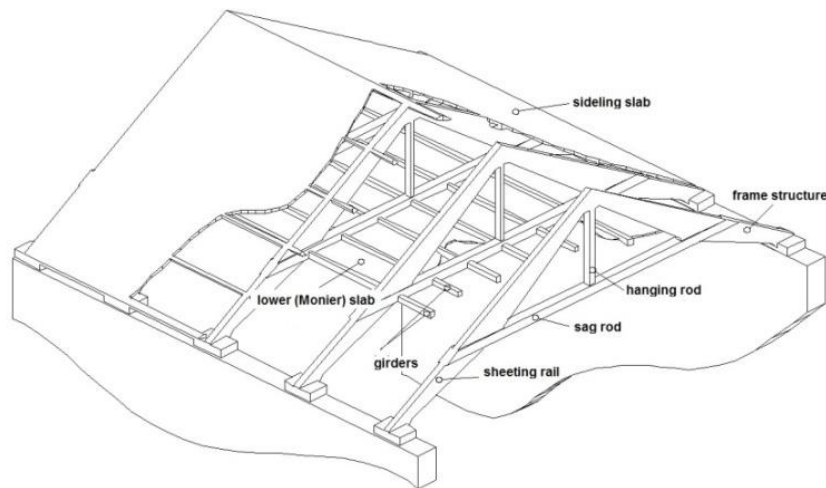 sideling slab
frame structure
lower (Monier) slab
hanging rod
sag rod
girders
sheeting rail